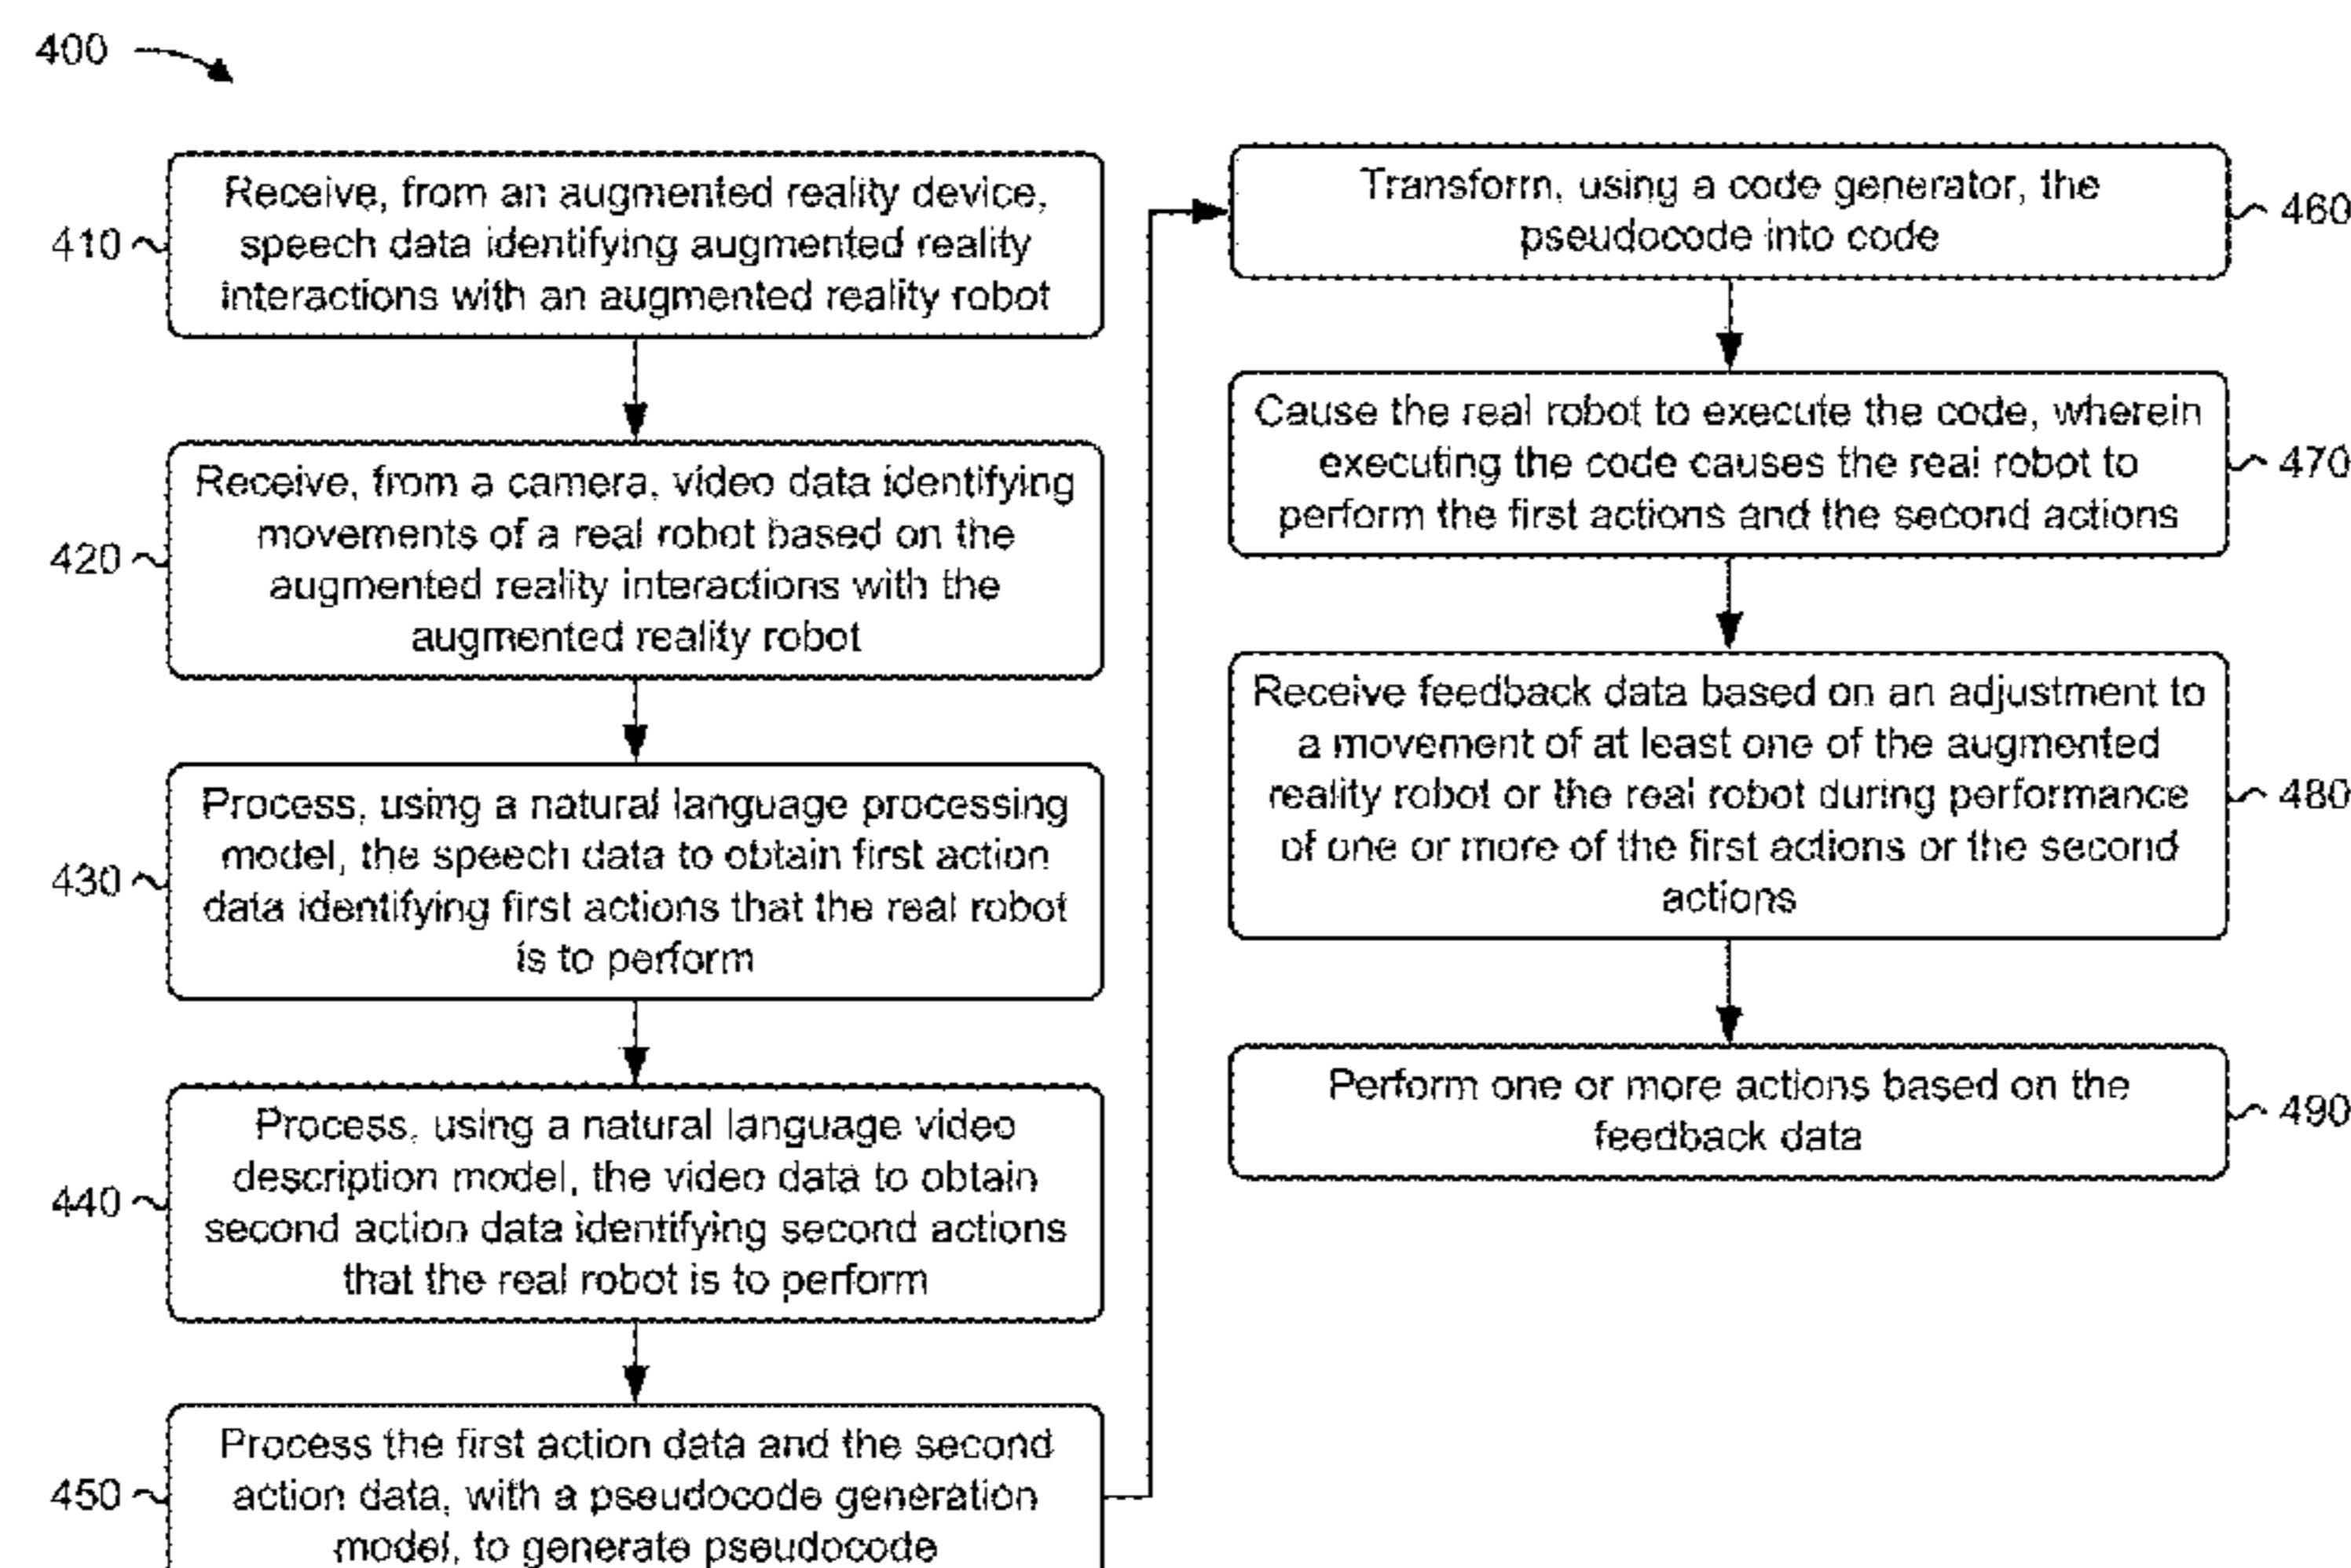 400
410
Receive, from an augmented reality device,
speech data identifying augmented reality
interactions with an augmented reality robot
420
Receive, from a camera, video data identifying
movements of a real robot based on the
augmented reality interactions with the
augmented reality robot
430
Process, using a natural language processing
model, the speech data to obtain first action
data identifying first actions that the real robot
is to perform
440
Process, using a natural language video
description model, the video data to obtain
second action data identifying second actions
that the real robot is to perform
450
Process the first action data and the second
action data, with a pseudocode generation
model, to generate pseudocode
Transform, using a code generator, the
pseudocode into code
460
Cause the real robot to execute the code, wherein
executing the code causes the real robot to
perform the first actions and the second actions
470
Receive feedback data based on an adjustment to
a movement of at least one of the augmented
reality robot or the real robot during performance
of one or more of the first actions or the second
actions
480
Perform one or more actions based on the
feedback data
490